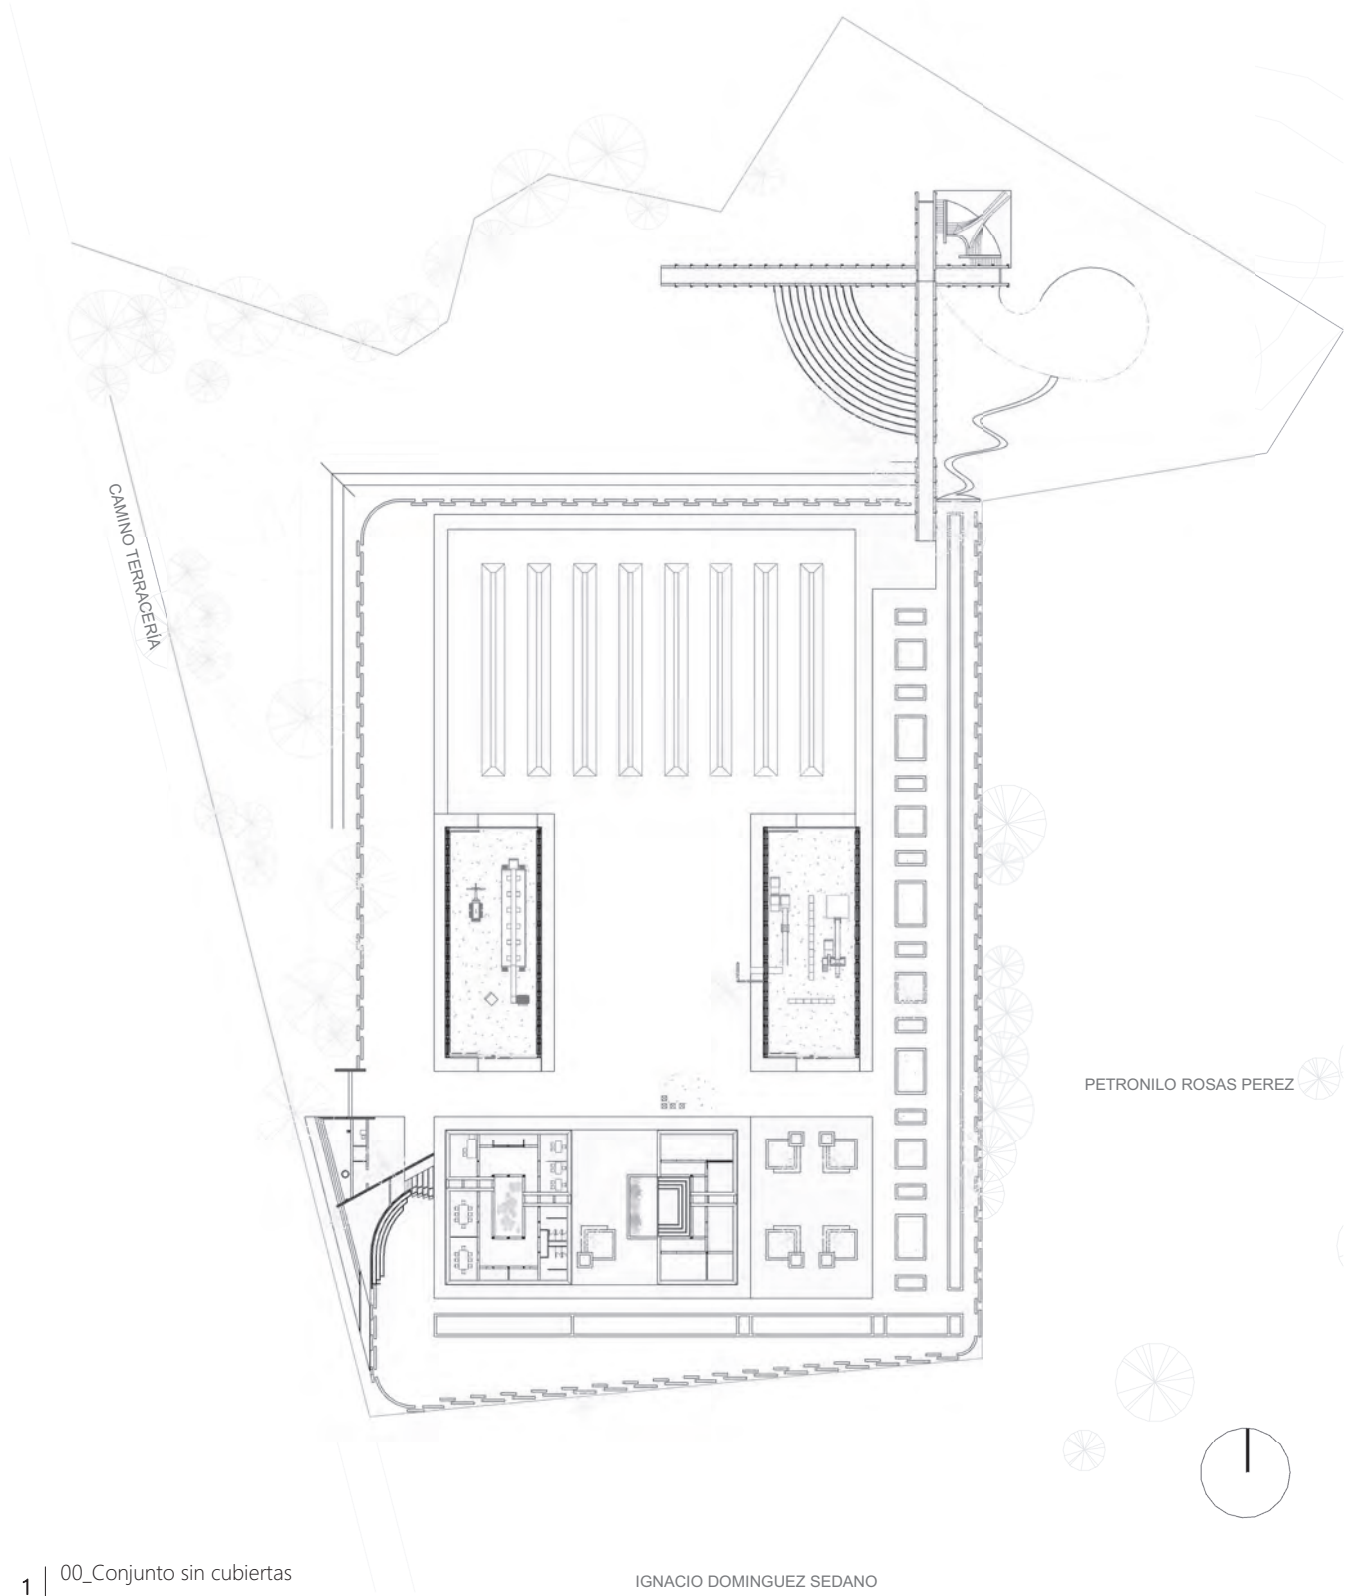 CAMINO TERRACERÍA
PETRONILO ROSAS PEREZ
1
00_Conjunto sin cubiertas
IGNACIO DOMINGUEZ SEDANO